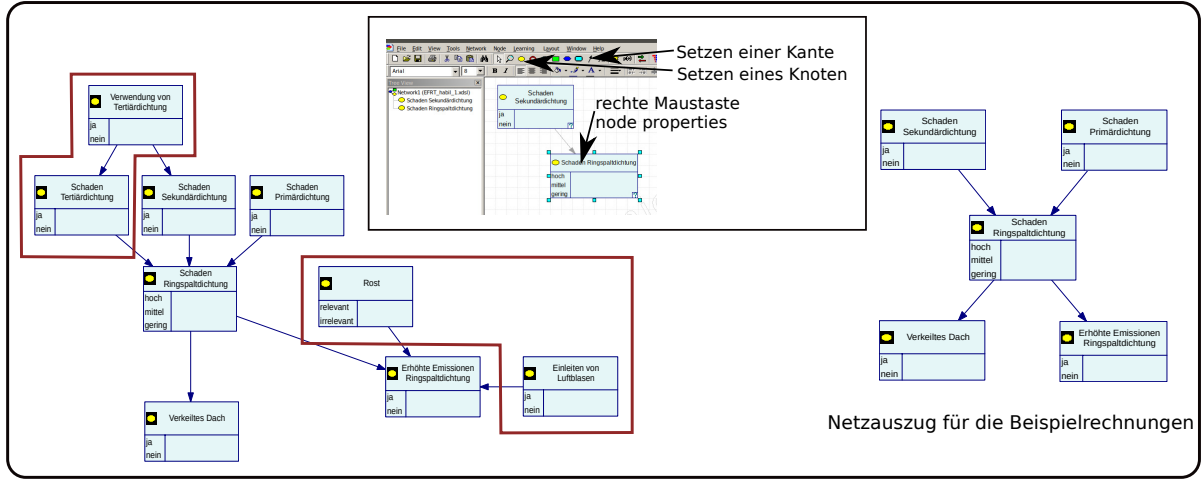 Verwendung von
Tertiärdichtung
ja
nein
Schaden
Tertiärdichtung
ja
nein
Schaden
Sekundärdichtung
ja
nein
Schaden
Primärdichtung
ja
nein
Schaden
Ringspaltdichtung
hoch
mittel
gering
Rost
relevant
irrelevant
Erhöhte Emissionen
Ringspaltdichtung
ja
nein
Einleiten von
Luftblasen
ja
nein
Verkeiltes Dach
ja
nein
File Edit View Tools Network Node Learning Layout Window Help
Arial 8 B I
Network1 (EFRT_habil_1.xdsl)
Schaden Sekundärdichtung
Schaden Ringspaltdichtung
Schaden
Sekundärdichtung
ja
nein
Schaden Ringspaltdichtung
hoch
mittel
gering
Setzen einer Kante
Setzen eines Knoten
rechte Maustaste
node properties
Schaden
Sekundärdichtung
ja
nein
Schaden
Primärdichtung
ja
nein
Schaden
Ringspaltdichtung
hoch
mittel
gering
Verkeiltes Dach
ja
nein
Erhöhte Emissionen
Ringspaltdichtung
ja
nein
Netzauszug für die Beispielrechnungen